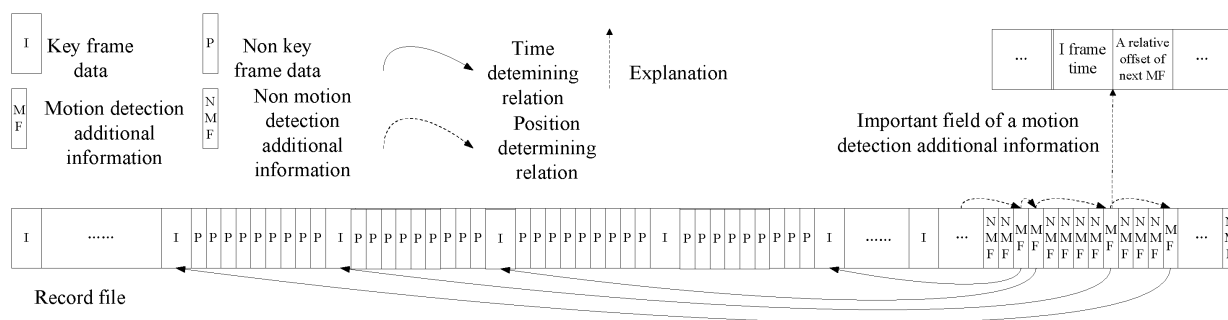 I
Key frame
data
P
Non key
frame data
Time
detemining
relation
Explanation
MF
Motion detection
additional
information
NMF
Non motion
detection
additional
information
Position
determining
relation
...
I frame
time
A relative
offset of
next MF
...
Important field of a motion
detection additional information
I ...... I P P P P P P P P P I P P P P P P P P P I P P P P P P P P P I P P P P P P P P P I ...... I ... NMF NMF MF MF NMF NMF NMF NMF MF NMF NMF NMF MF ...
Record file